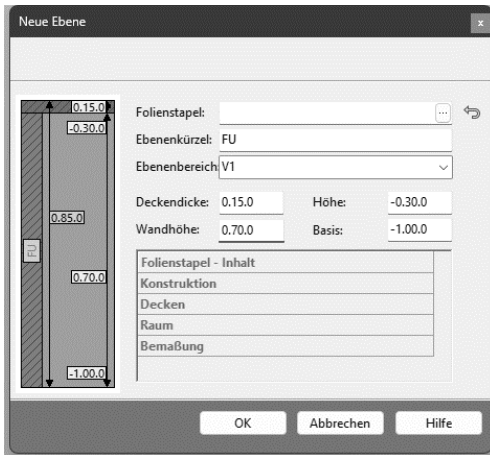 Neue Ebene
x
0.15.0
-0.30.0
0.85.0
FU
0.70.0
-1.00.0
Folienstapel: ...
Ebenenkürzel: FU
Ebenenbereich V1
Deckendicke: 0.15.0 Höhe: -0.30.0
Wandhöhe: 0.70.0 Basis: -1.00.0
Folienstapel - Inhalt
Konstruktion
Decken
Raum
Bemaßung
OK Abbrechen Hilfe